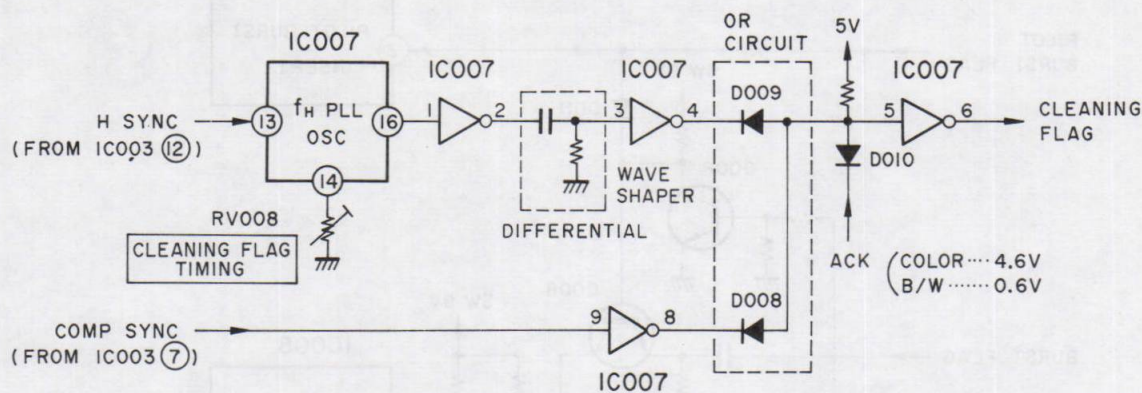 IC007
H SYNC
(FROM IC003 ⑫)
⑬
fH PLL
OSC
⑯
⑭
RV008
CLEANING FLAG
TIMING
1
IC007
2
DIFFERENTIAL
IC007
3
4
WAVE
SHAPER
OR
CIRCUIT
D009
D008
5V
D010
ACK
(COLOR ···· 4.6V
(B/W ······· 0.6V
IC007
5
6
CLEANING
FLAG
COMP SYNC
(FROM IC003 ⑦)
9
8
IC007